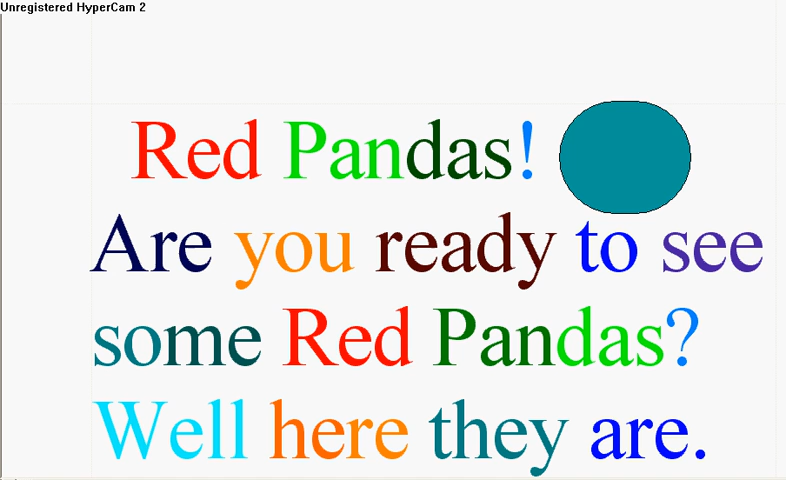 Unregistered HyperCam 2
Red Pandas!
Are you ready to see
some Red Pandas?
Well here they are.